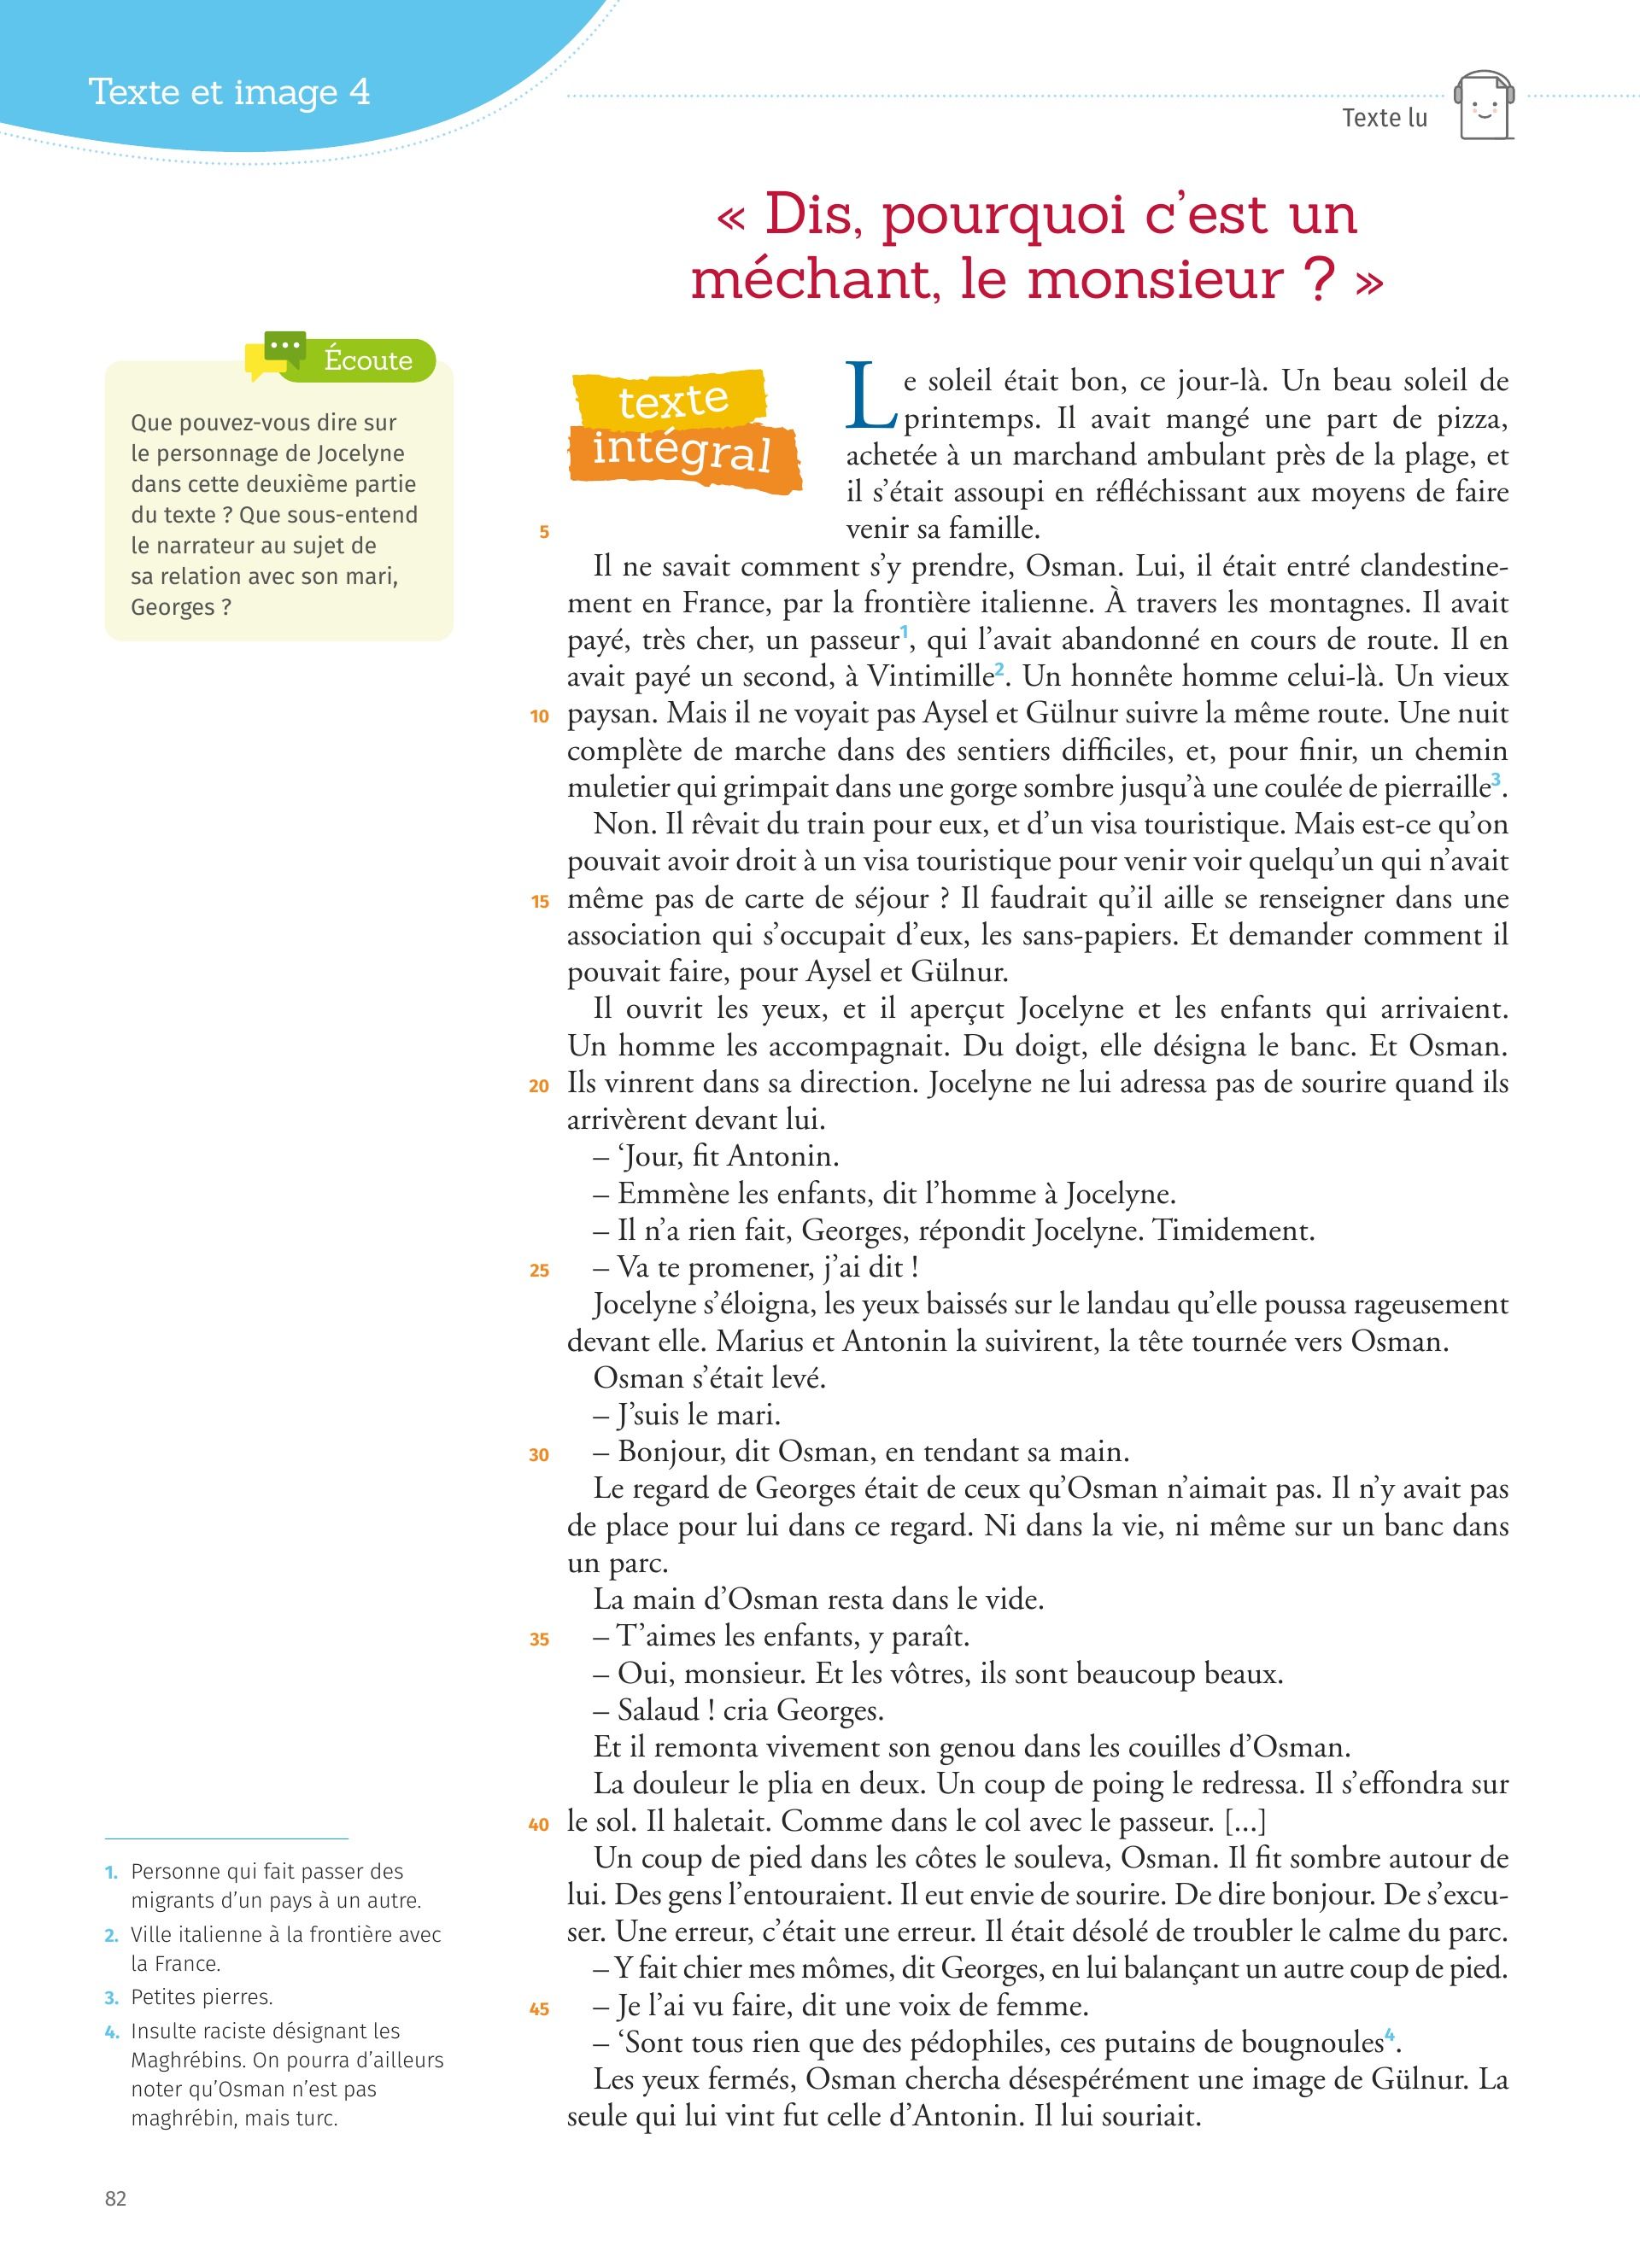 Texte et image 4
Texte lu
« Dis, pourquoi c’est un
méchant, le monsieur ? »
Écoute
Que pouvez-vous dire sur
le personnage de Jocelyne
dans cette deuxième partie
du texte ? Que sous-entend
le narrateur au sujet de
sa relation avec son mari,
Georges ?
texte
intégral
Le soleil était bon, ce jour-là. Un beau soleil de
printemps. Il avait mangé une part de pizza,
achetée à un marchand ambulant près de la plage, et
il s’était assoupi en réfléchissant aux moyens de faire
5 venir sa famille.
Il ne savait comment s’y prendre, Osman. Lui, il était entré clandestine-
ment en France, par la frontière italienne. À travers les montagnes. Il avait
payé, très cher, un passeur1, qui l’avait abandonné en cours de route. Il en
avait payé un second, à Vintimille2. Un honnête homme celui-là. Un vieux
10 paysan. Mais il ne voyait pas Aysel et Gülnur suivre la même route. Une nuit
complète de marche dans des sentiers difficiles, et, pour finir, un chemin
muletier qui grimpait dans une gorge sombre jusqu’à une coulée de pierraille3.
Non. Il rêvait du train pour eux, et d’un visa touristique. Mais est-ce qu’on
pouvait avoir droit à un visa touristique pour venir voir quelqu’un qui n’avait
15 même pas de carte de séjour ? Il faudrait qu’il aille se renseigner dans une
association qui s’occupait d’eux, les sans-papiers. Et demander comment il
pouvait faire, pour Aysel et Gülnur.
Il ouvrit les yeux, et il aperçut Jocelyne et les enfants qui arrivaient.
Un homme les accompagnait. Du doigt, elle désigna le banc. Et Osman.
20 Ils vinrent dans sa direction. Jocelyne ne lui adressa pas de sourire quand ils
arrivèrent devant lui.
– ‘Jour, fit Antonin.
– Emmène les enfants, dit l’homme à Jocelyne.
– Il n’a rien fait, Georges, répondit Jocelyne. Timidement.
25 – Va te promener, j’ai dit !
Jocelyne s’éloigna, les yeux baissés sur le landau qu’elle poussa rageusement
devant elle. Marius et Antonin la suivirent, la tête tournée vers Osman.
Osman s’était levé.
– J’suis le mari.
30 – Bonjour, dit Osman, en tendant sa main.
Le regard de Georges était de ceux qu’Osman n’aimait pas. Il n’y avait pas
de place pour lui dans ce regard. Ni dans la vie, ni même sur un banc dans
un parc.
La main d’Osman resta dans le vide.
35 – T’aimes les enfants, y paraît.
– Oui, monsieur. Et les vôtres, ils sont beaucoup beaux.
– Salaud ! cria Georges.
Et il remonta vivement son genou dans les couilles d’Osman.
La douleur le plia en deux. Un coup de poing le redressa. Il s’effondra sur
40 le sol. Il haletait. Comme dans le col avec le passeur. [...]
Un coup de pied dans les côtes le souleva, Osman. Il fit sombre autour de
lui. Des gens l’entouraient. Il eut envie de sourire. De dire bonjour. De s’excu-
ser. Une erreur, c’était une erreur. Il était désolé de troubler le calme du parc.
– Y fait chier mes mômes, dit Georges, en lui balançant un autre coup de pied.
45 – Je l’ai vu faire, dit une voix de femme.
– ‘Sont tous rien que des pédophiles, ces putains de bougnoules4.
Les yeux fermés, Osman chercha désespérément une image de Gülnur. La
seule qui lui vint fut celle d’Antonin. Il lui souriait.
1. Personne qui fait passer des
migrants d’un pays à un autre.
2. Ville italienne à la frontière avec
la France.
3. Petites pierres.
4. Insulte raciste désignant les
Maghrébins. On pourra d’ailleurs
noter qu’Osman n’est pas
maghrébin, mais turc.
82